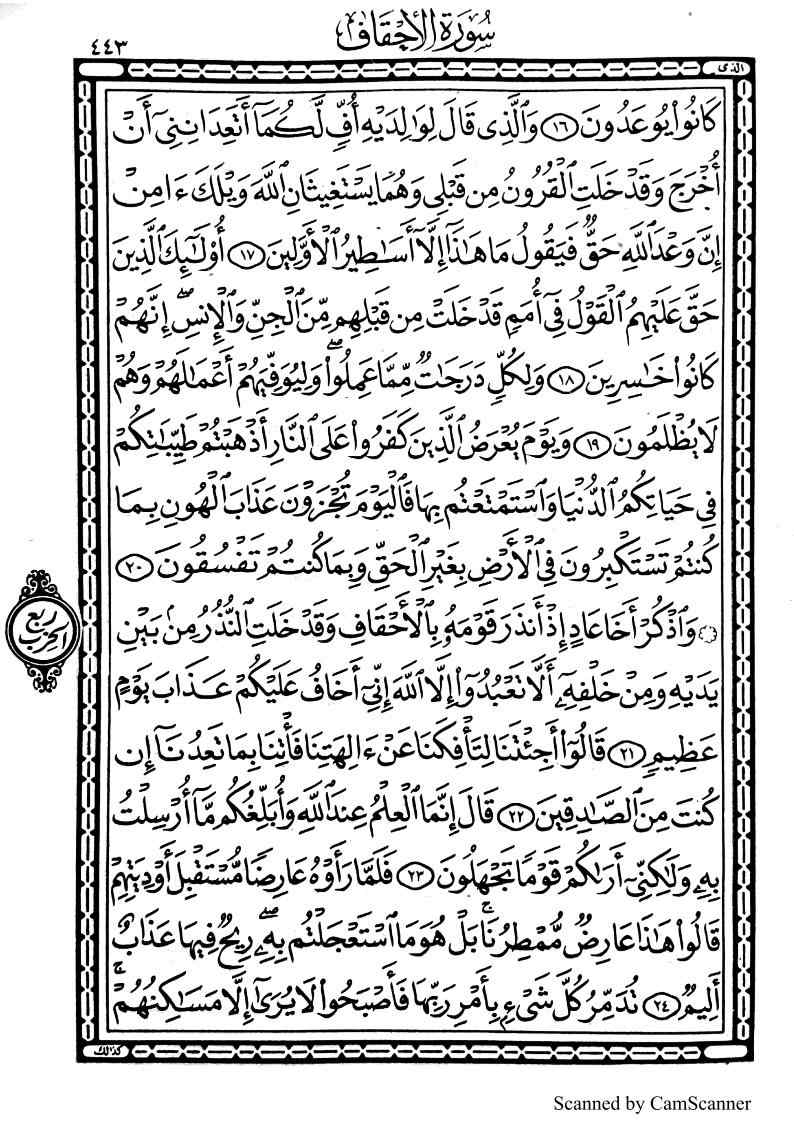 سُورَةُ الْأَحْقَاف
٤٤٣
الذى
كَانُوا۟ يُوعَدُونَ ١٦ وَٱلَّذِى قَالَ لِوَٰلِدَيْهِ أُفٍّ لَّكُمَآ أَتَعِدَانِنِىٓ أَنْ
أُخْرَجَ وَقَدْ خَلَتِ ٱلْقُرُونُ مِن قَبْلِى وَهُمَا يَسْتَغِيثَانِ ٱللَّهَ وَيْلَكَ ءَامِنْ
إِنَّ وَعْدَ ٱللَّهِ حَقٌّ فَيَقُولُ مَا هَٰذَآ إِلَّآ أَسَٰطِيرُ ٱلْأَوَّلِينَ ١٧ أُو۟لَٰٓئِكَ ٱلَّذِينَ
حَقَّ عَلَيْهِمُ ٱلْقَوْلُ فِىٓ أُمَمٍ قَدْ خَلَتْ مِن قَبْلِهِم مِّنَ ٱلْجِنِّ وَٱلْإِنسِ ۖ إِنَّهُمْ
كَانُوا۟ خَٰسِرِينَ ١٨ وَلِكُلٍّ دَرَجَٰتٌ مِّمَّا عَمِلُوا۟ ۖ وَلِيُوَفِّيَهُمْ أَعْمَٰلَهُمْ وَهُمْ
لَا يُظْلَمُونَ ١٩ وَيَوْمَ يُعْرَضُ ٱلَّذِينَ كَفَرُوا۟ عَلَى ٱلنَّارِ أَذْهَبْتُمْ طَيِّبَٰتِكُمْ
فِى حَيَاتِكُمُ ٱلدُّنْيَا وَٱسْتَمْتَعْتُم بِهَا فَٱلْيَوْمَ تُجْزَوْنَ عَذَابَ ٱلْهُونِ بِمَا
كُنتُمْ تَسْتَكْبِرُونَ فِى ٱلْأَرْضِ بِغَيْرِ ٱلْحَقِّ وَبِمَا كُنتُمْ تَفْسُقُونَ ٢٠
وَٱذْكُرْ أَخَا عَادٍ إِذْ أَنذَرَ قَوْمَهُۥ بِٱلْأَحْقَافِ وَقَدْ خَلَتِ ٱلنُّذُرُ مِنۢ بَيْنِ
ربع الحزب
يَدَيْهِ وَمِنْ خَلْفِهِۦٓ أَلَّا تَعْبُدُوٓا۟ إِلَّا ٱللَّهَ إِنِّىٓ أَخَافُ عَلَيْكُمْ عَذَابَ يَوْمٍ
عَظِيمٍ ٢١ قَالُوٓا۟ أَجِئْتَنَا لِتَأْفِكَنَا عَنْ ءَالِهَتِنَا فَأْتِنَا بِمَا تَعِدُنَآ إِن
كُنتَ مِنَ ٱلصَّٰدِقِينَ ٢٢ قَالَ إِنَّمَا ٱلْعِلْمُ عِندَ ٱللَّهِ وَأُبَلِّغُكُم مَّآ أُرْسِلْتُ
بِهِۦ وَلَٰكِنِّىٓ أَرَىٰكُمْ قَوْمًا تَجْهَلُونَ ٢٣ فَلَمَّا رَأَوْهُ عَارِضًا مُّسْتَقْبِلَ أَوْدِيَتِهِمْ
قَالُوا۟ هَٰذَا عَارِضٌ مُّمْطِرُنَا ۚ بَلْ هُوَ مَا ٱسْتَعْجَلْتُم بِهِۦ ۖ رِيحٌ فِيهَا عَذَابٌ
أَلِيمٌ ٢٤ تُدَمِّرُ كُلَّ شَىْءٍۭ بِأَمْرِ رَبِّهَا فَأَصْبَحُوا۟ لَا يُرَىٰٓ إِلَّا مَسَٰكِنُهُمْ ۚ
كذالك
Scanned by CamScanner